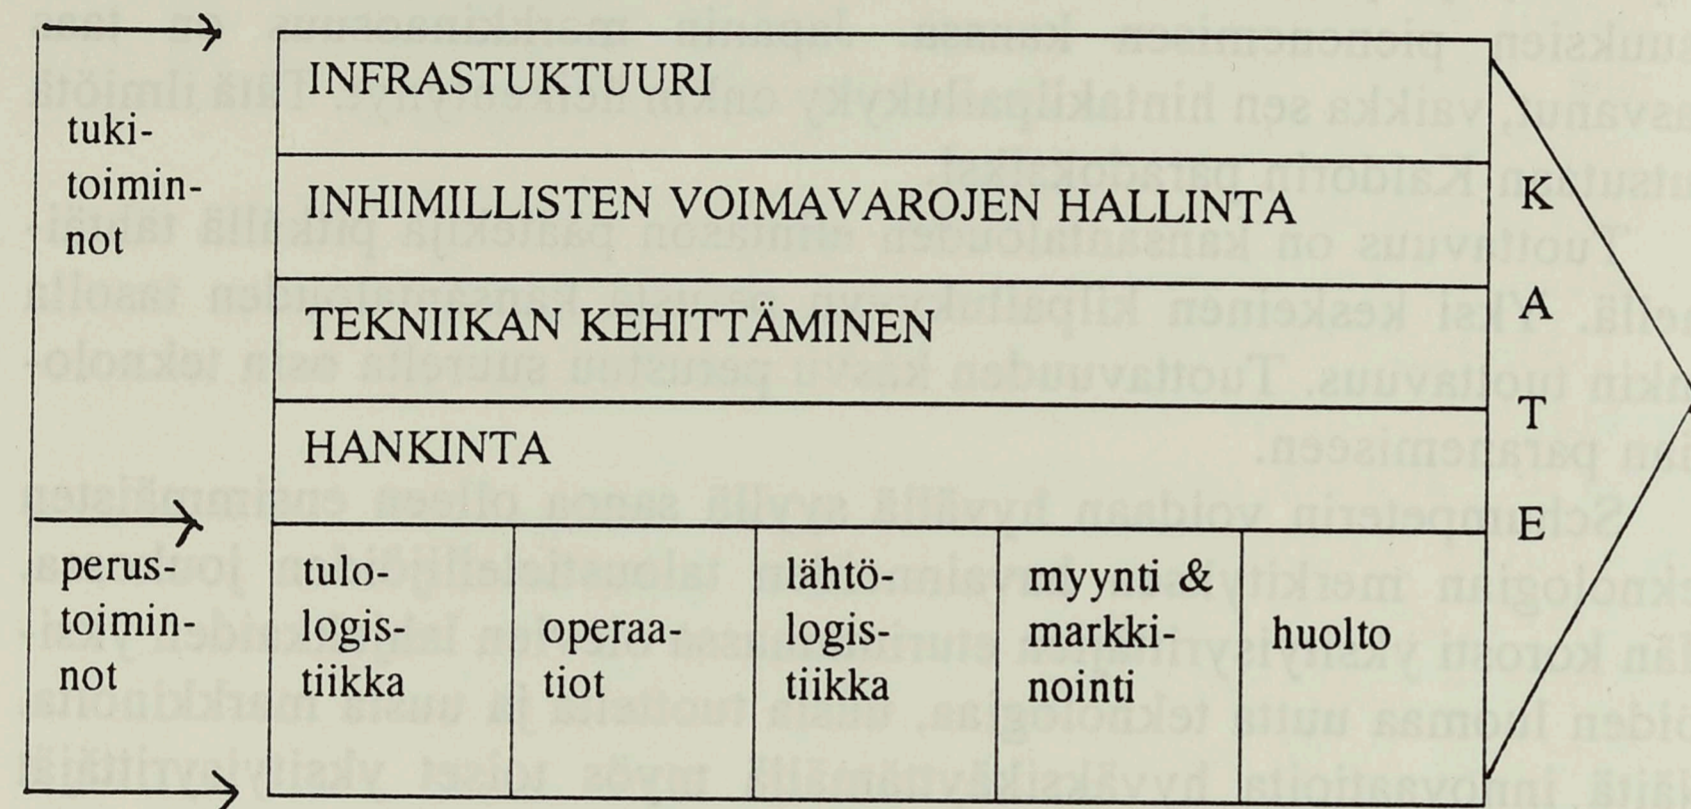 INFRASTUKTUURI
tuki-
toimin-
not
INHIMILLISTEN VOIMAVAROJEN HALLINTA
TEKNIIKAN KEHITTÄMINEN
HANKINTA
K
A
T
E
perus-
toimin-
not
tulo-
logis-
tiikka
operaa-
tiot
lähtö-
logis-
tiikka
myynti &
markki-
nointi
huolto